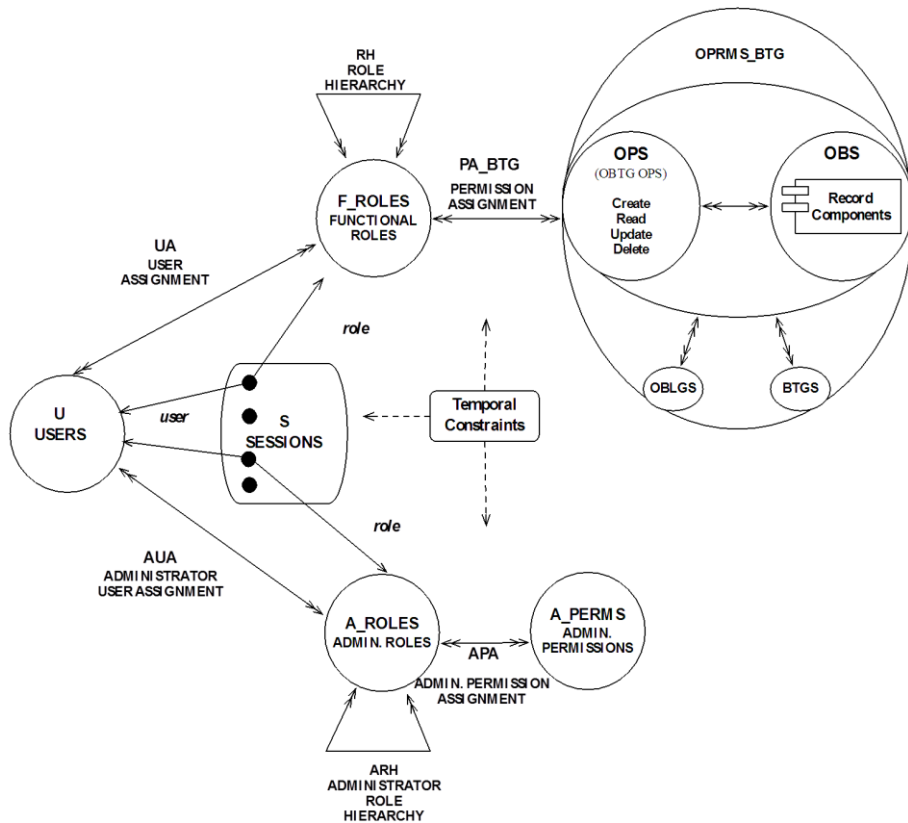 RH
ROLE
HIERARCHY
OPRMS_BTG
PA_BTG
PERMISSION
ASSIGNMENT
F_ROLES
FUNCTIONAL
ROLES
OPS
(OBTG OPS)
Create
Read
Update
Delete
OBS
Record
Components
UA
USER
ASSIGNMENT
role
OBLGS
BTGS
U
USERS
user
S
SESSIONS
Temporal
Constraints
role
AUA
ADMINISTRATOR
USER ASSIGNMENT
A_ROLES
ADMIN. ROLES
APA
ADMIN. PERMISSION
ASSIGNMENT
A_PERMS
ADMIN.
PERMISSIONS
ARH
ADMINISTRATOR
ROLE
HIERARCHY